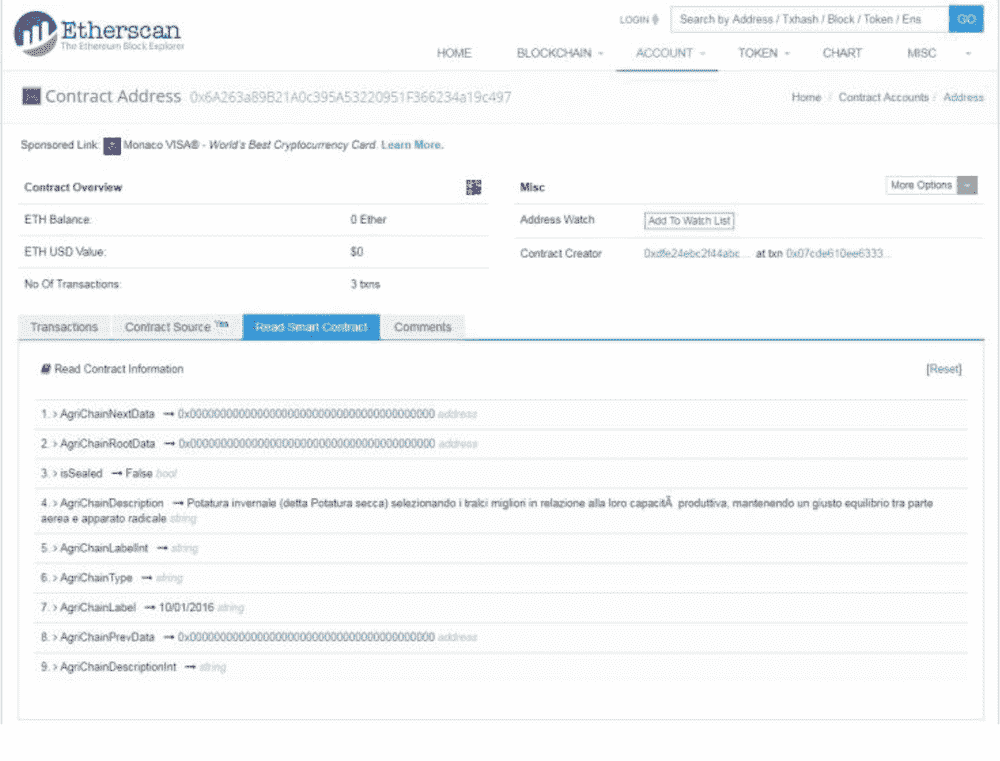 Etherscan
The Ethereum Block Explorer
LOGIN
Search by Address / Txhash / Block / Token / Ens
GO
HOME BLOCKCHAIN ACCOUNT TOKEN CHART MISC
Contract Address 0x6A263a89B21A0c395A53220951F366234a19c497
Home / Contract Accounts / Address
Sponsored Link: Monaco VISA® - World's Best Cryptocurrency Card. Learn More.
Contract Overview
ETH Balance: 0 Ether
ETH USD Value: $0
No Of Transactions: 3 txns
Misc
More Options
Address Watch Add To Watch List
Contract Creator 0xdfe24ebc2f44abc... at txn 0x07cde610ee6333...
Transactions Contract Source Yes Read Smart Contract Comments
Read Contract Information
[Reset]
1. > AgriChainNextData → 0x0000000000000000000000000000000000000000 address
2. > AgriChainRootData → 0x0000000000000000000000000000000000000000 address
3. > isSealed → False bool
4. > AgriChainDescription → Potatura invernale (detta Potatura secca) selezionando i tralci migliori in relazione alla loro capacitÃ produttiva, mantenendo un giusto equilibrio tra parte
aerea e apparato radicale string
5. > AgriChainLabelInt → string
6. > AgriChainType → string
7. > AgriChainLabel → 10/01/2016 string
8. > AgriChainPrevData → 0x0000000000000000000000000000000000000000 address
9. > AgriChainDescriptionInt → string